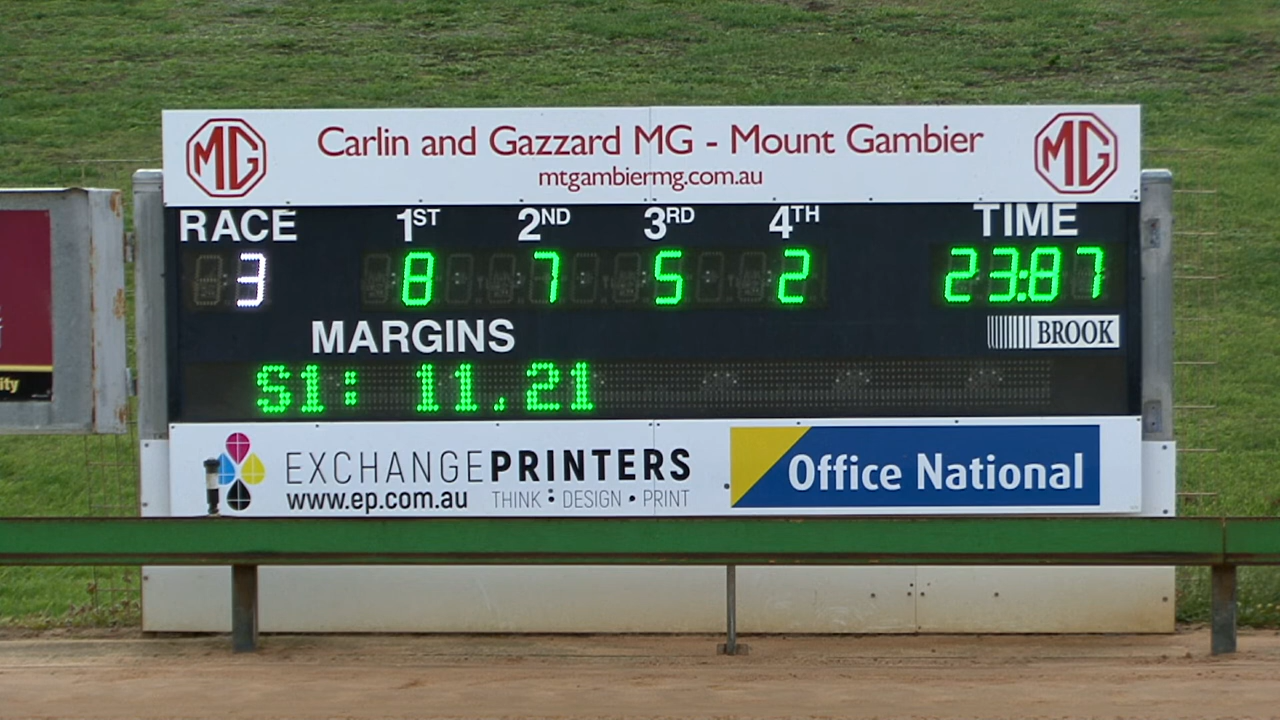 MG Carlin and Gazzard MG - Mount Gambier MG
mtgambiermg.com.au
RACE 1ST 2ND 3RD 4TH TIME
3 8 7 5 2 23:87
MARGINS
BROOK
S1: 11.21
EXCHANGEPRINTERS
www.ep.com.au THINK : DESIGN • PRINT
Office National
ity